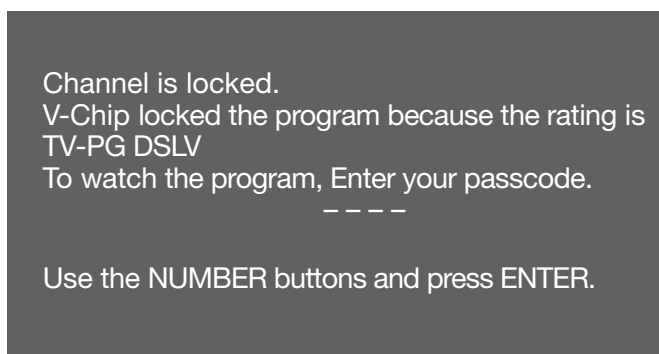 Channel is locked.
V-Chip locked the program because the rating is
TV-PG DSLV
To watch the program, Enter your passcode.
– – – –
Use the NUMBER buttons and press ENTER.